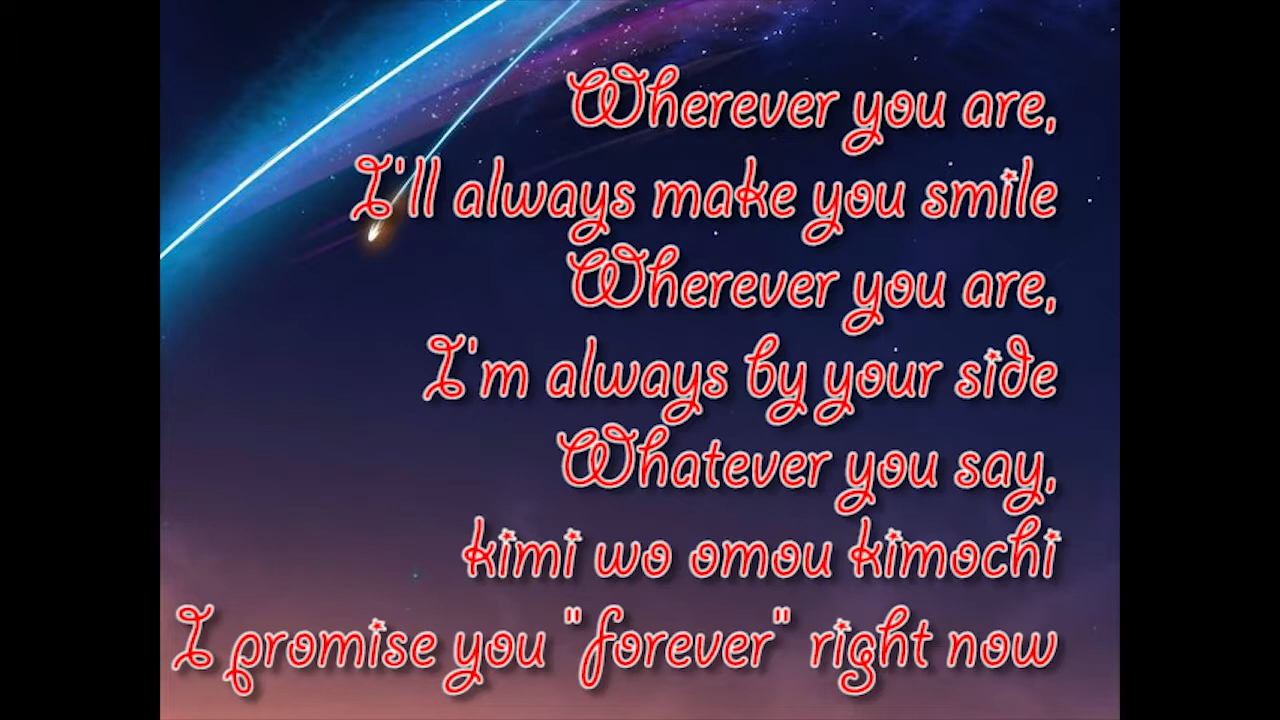 Wherever you are,
I'll always make you smile
Wherever you are,
I'm always by your side
Whatever you say,
kimi wo omou kimochi
I promise you "forever" right now